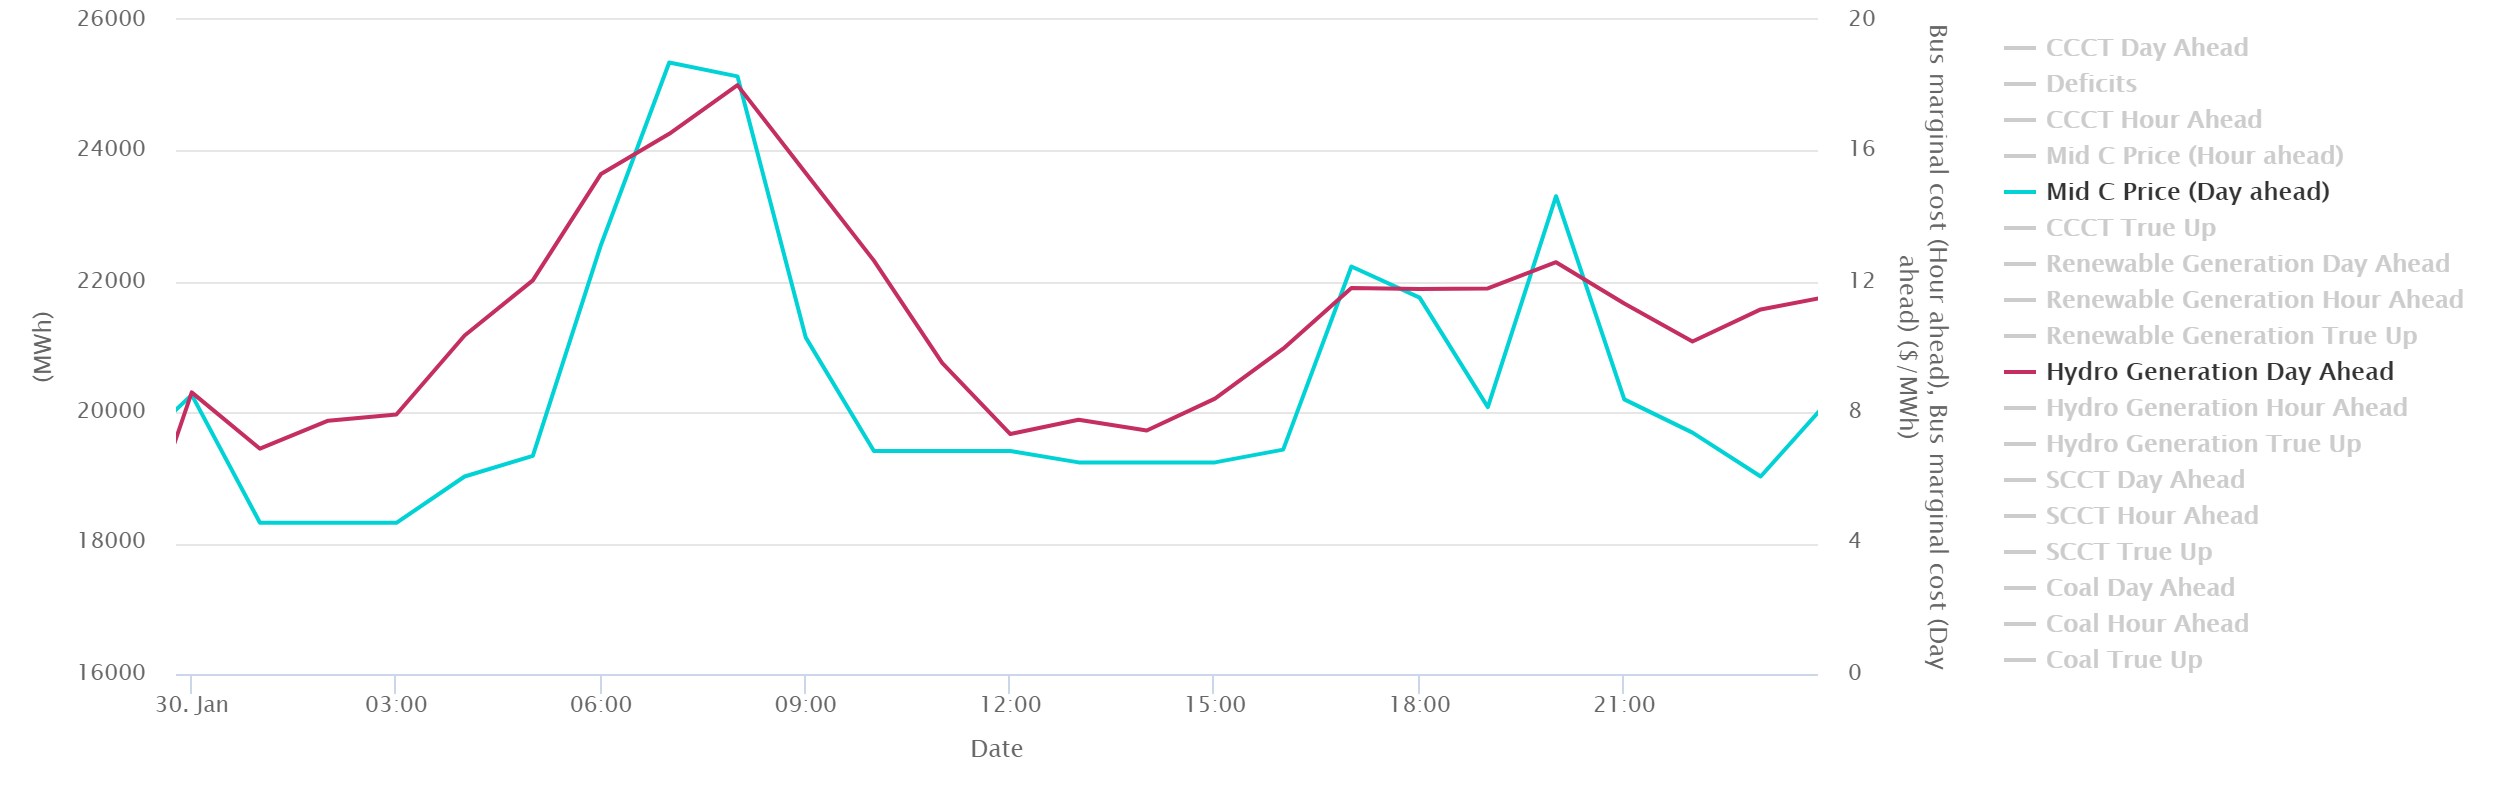 26000
24000
22000
20000
18000
16000
(MWh)
30. Jan
03:00
06:00
09:00
12:00
15:00
18:00
21:00
Date
20
16
12
8
4
0
Bus marginal cost (Hour ahead), Bus marginal cost (Day
ahead) ($/MWh)
CCCT Day Ahead
Deficits
CCCT Hour Ahead
Mid C Price (Hour ahead)
Mid C Price (Day ahead)
CCCT True Up
Renewable Generation Day Ahead
Renewable Generation Hour Ahead
Renewable Generation True Up
Hydro Generation Day Ahead
Hydro Generation Hour Ahead
Hydro Generation True Up
SCCT Day Ahead
SCCT Hour Ahead
SCCT True Up
Coal Day Ahead
Coal Hour Ahead
Coal True Up